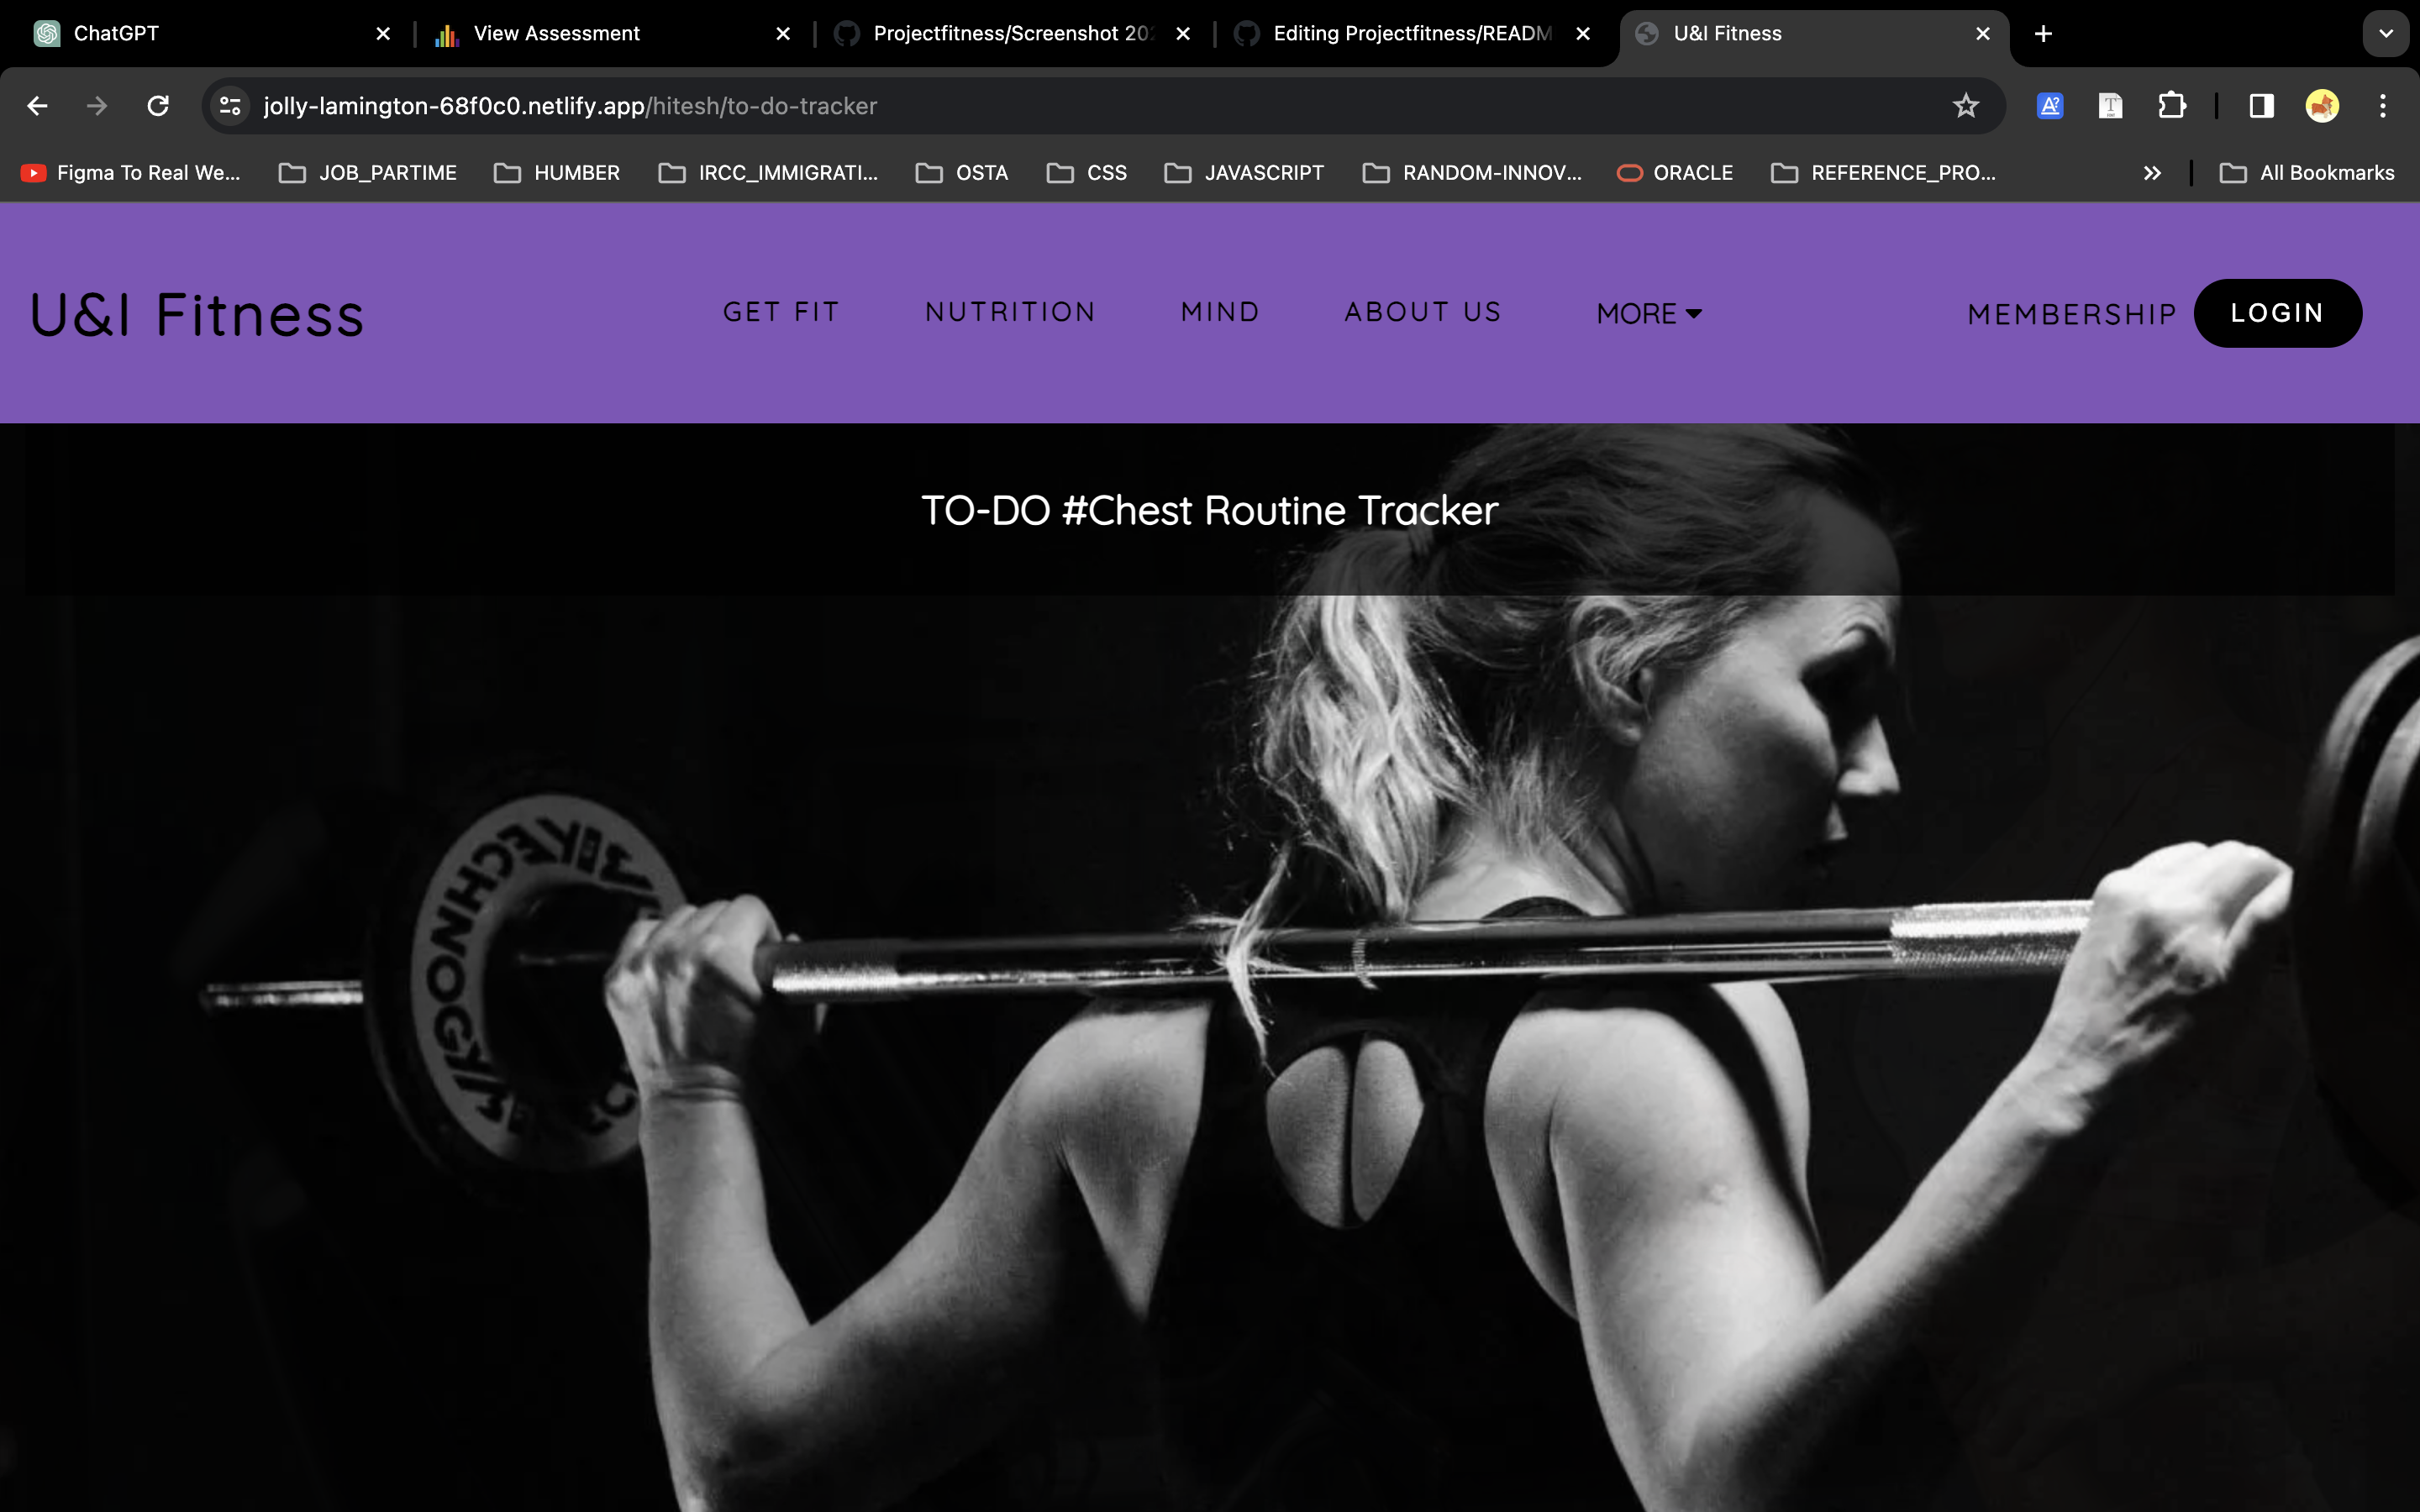 ChatGPT
View Assessment
Projectfitness/Screenshot 202
Editing Projectfitness/READM
U&I Fitness
jolly-lamington-68f0c0.netlify.app/hitesh/to-do-tracker
Figma To Real We...
JOB_PARTIME
HUMBER
IRCC_IMMIGRATI...
OSTA
CSS
JAVASCRIPT
RANDOM-INNOV...
ORACLE
REFERENCE_PRO...
All Bookmarks
U&I Fitness
GET FIT
NUTRITION
MIND
ABOUT US
MORE
MEMBERSHIP
LOGIN
TO-DO #Chest Routine Tracker
TECHNOGYM